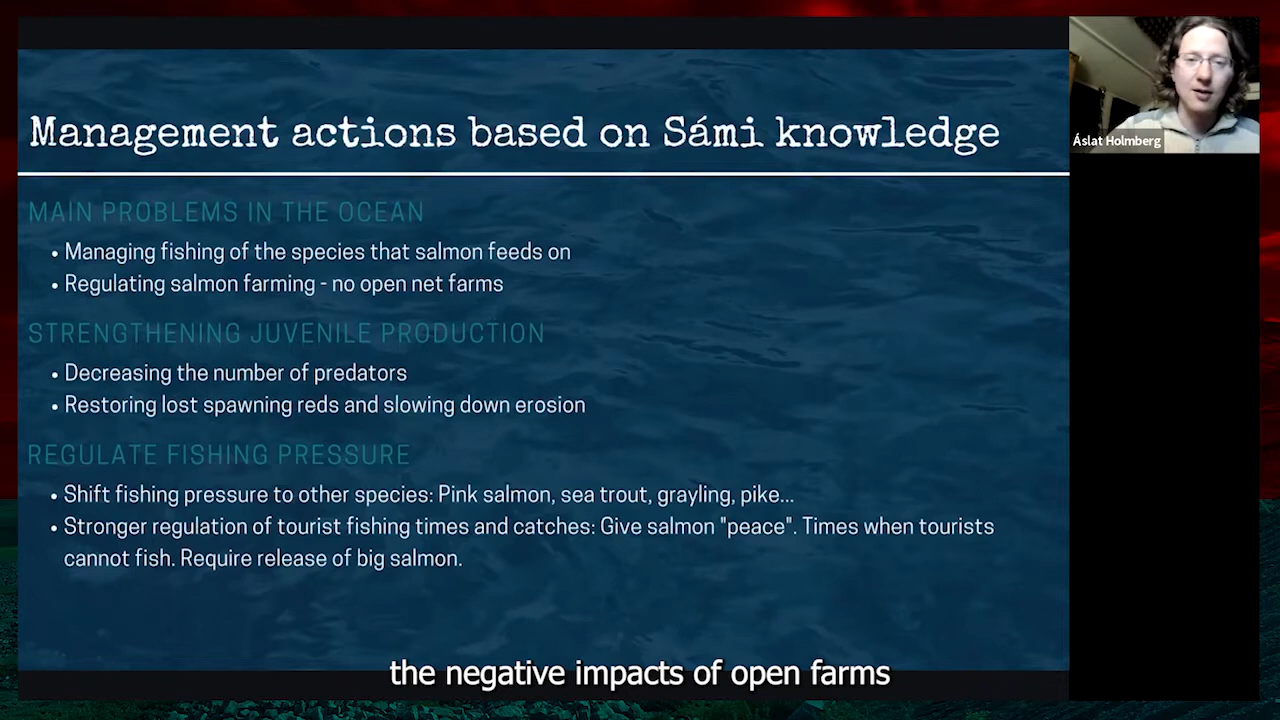 Management actions based on Sámi knowledge
Áslat Holmberg
MAIN PROBLEMS IN THE OCEAN
• Managing fishing of the species that salmon feeds on
• Regulating salmon farming - no open net farms
STRENGTHENING JUVENILE PRODUCTION
• Decreasing the number of predators
• Restoring lost spawning reds and slowing down erosion
REGULATE FISHING PRESSURE
• Shift fishing pressure to other species: Pink salmon, sea trout, grayling, pike...
• Stronger regulation of tourist fishing times and catches: Give salmon "peace". Times when tourists
cannot fish. Require release of big salmon.
the negative impacts of open farms